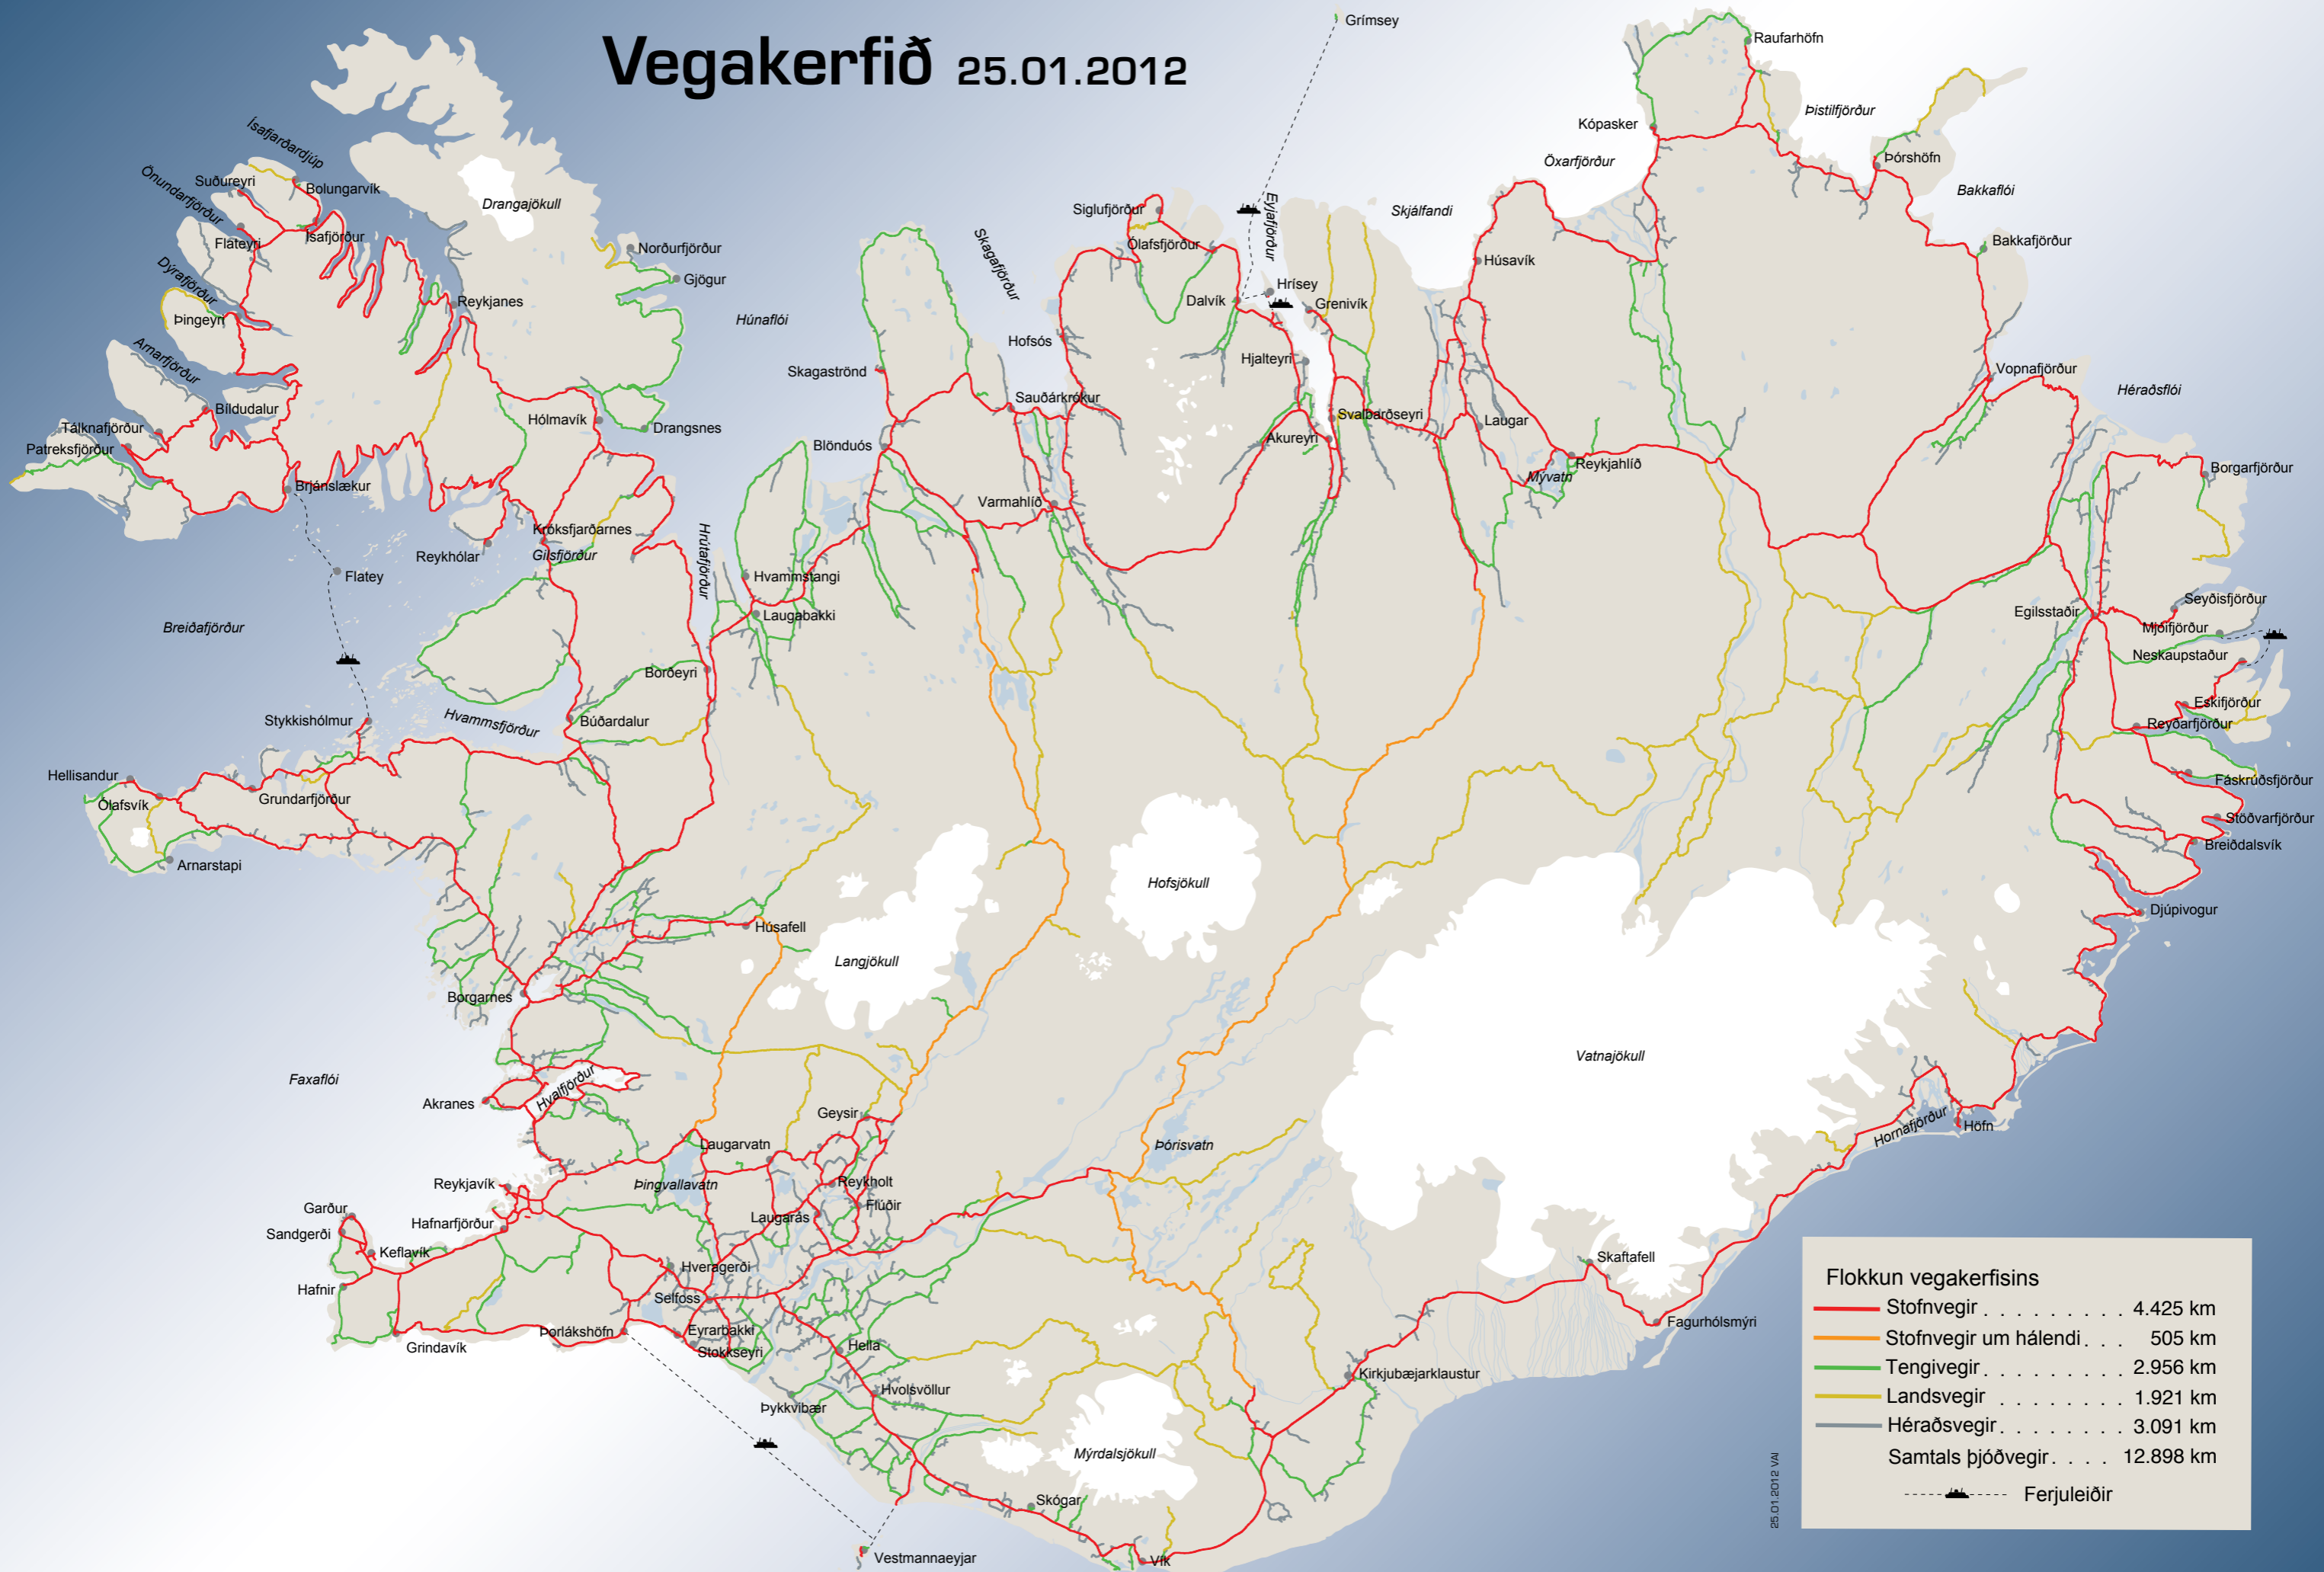 Vegakerfið 25.01.2012
Grímsey
Raufarhöfn
Þistilfjörður
Kópasker
Öxarfjörður
Þórshöfn
Bakkaflói
Bakkafjörður
Ísafjarðardjúp
Önundarfjörður
Suðureyri
Bolungarvík
Drangajökull
Flateyri
Ísafjörður
Dýrafjörður
Þingeyri
Norðurfjörður
Gjögur
Reykjanes
Arnarfjörður
Húnaflói
Skagafjörður
Siglufjörður
Ólafsfjörður
Eyjafjörður
Skjálfandi
Húsavík
Hrísey
Dalvík
Grenivík
Hofsós
Hjalteyri
Skagaströnd
Sauðárkrókur
Vopnafjörður
Héraðsflói
Bíldudalur
Tálknafjörður
Patreksfjörður
Hólmavík
Drangsnes
Blönduós
Svalbarðseyri
Akureyri
Laugar
Reykjahlíð
Mývatn
Borgarfjörður
Brjánslækur
Varmahlíð
Króksfjarðarnes
Reykhólar
Gilsfjörður
Hrútafjörður
Flatey
Hvammstangi
Laugabakki
Breiðafjörður
Egilsstaðir
Seyðisfjörður
Mjóifjörður
Neskaupstaður
Borðeyri
Eskifjörður
Reyðarfjörður
Stykkishólmur
Hvammsfjörður
Búðardalur
Hellisandur
Ólafsvík
Grundarfjörður
Fáskrúðsfjörður
Stöðvarfjörður
Breiðdalsvík
Arnarstapi
Hofsjökull
Djúpivogur
Húsafell
Langjökull
Borgarnes
Vatnajökull
Faxaflói
Hvalfjörður
Akranes
Geysir
Laugarvatn
Þórisvatn
Hornafjörður
Höfn
Reykjavík
Þingvallavatn
Reykholt
Flúðir
Garður
Sandgerði
Hafnarfjörður
Laugarás
Keflavík
Hafnir
Hveragerði
Selfoss
Skaftafell
Þorlákshöfn
Eyrarbakki
Stokkseyri
Grindavík
Hella
Fagurhólsmýri
Kirkjubæjarklaustur
Hvolsvöllur
Þykkvibær
Mýrdalsjökull
Skógar
Vík
Vestmannaeyjar
Flokkun vegakerfisins
Stofnvegir . . . . . . . . . 4.425 km
Stofnvegir um hálendi . . . 505 km
Tengivegir . . . . . . . . . 2.956 km
Landsvegir . . . . . . . . 1.921 km
Héraðsvegir . . . . . . . . 3.091 km
Samtals þjóðvegir . . . . 12.898 km
Ferjuleiðir
25.01.2012 VAI